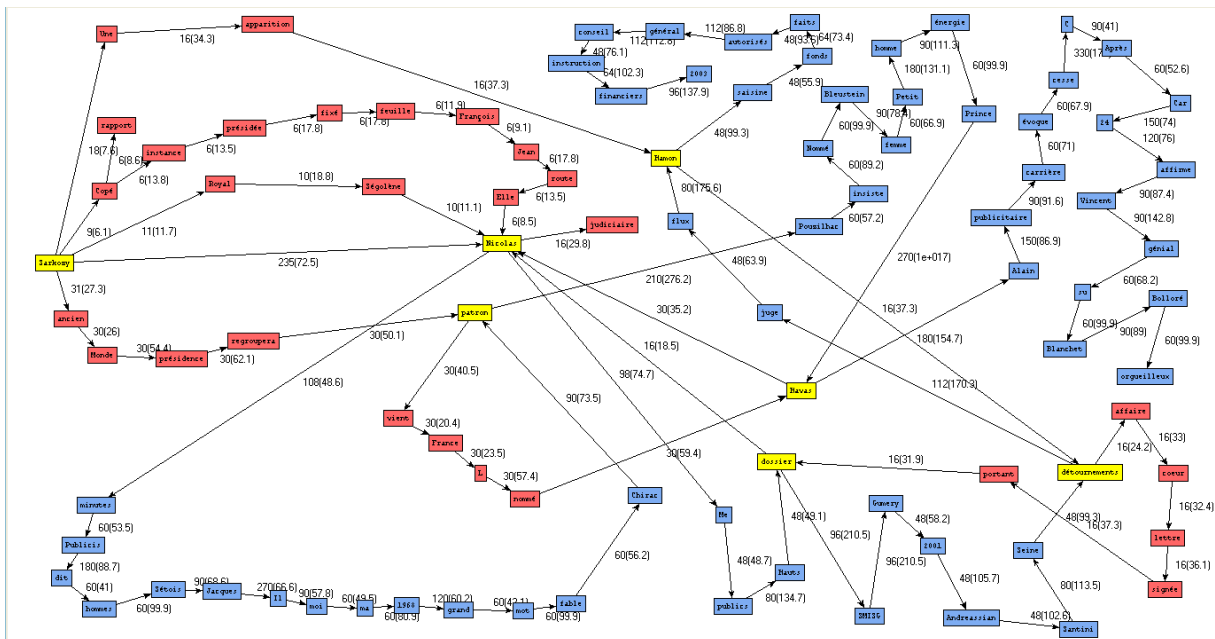 Une
apparition
16(34.3)
16(37.3)
rapport
18(7.6)
Copé
6(8.6)
6(13.8)
instance
6(13.5)
présidée
6(17.8)
fixé
6(17.8)
feuille
6(11.9)
François
6(9.1)
Jean
6(17.8)
route
6(13.5)
Elle
6(8.5)
9(6.1)
11(11.7)
Royal
10(18.8)
Ségolène
10(11.1)
Nicolas
16(29.8)
judiciaire
Sarkozy
235(72.5)
31(27.3)
ancien
30(26)
Monde
30(54.4)
présidence
30(62.1)
regroupera
30(50.1)
patron
210(276.2)
108(48.6)
30(40.5)
vient
30(20.4)
France
30(23.5)
L
30(57.4)
nommé
30(59.4)
90(73.5)
98(74.7)
30(35.2)
16(18.5)
minutes
60(53.5)
Publicis
180(88.7)
dit
60(41)
hommes
60(99.9)
Sétois
90(68.6)
Jacques
270(66.6)
Il
90(57.8)
moi
60(49.5)
ma
60(80.9)
1960
120(60.2)
grand
60(42.1)
mot
60(99.9)
fable
60(56.2)
Chirac
conseil
112(112.8)
général
112(86.8)
autorisés
48(93.6)
faits
64(73.4)
fonds
48(76.1)
instruction
64(102.3)
financiers
96(137.9)
2003
48(55.9)
saisine
48(99.3)
Hamon
80(175.6)
flux
48(63.9)
juge
112(170.3)
16(37.3)
Bleustein
90(78.4)
femme
60(66.9)
Petit
180(131.1)
homme
90(111.3)
énergie
60(99.9)
Prince
60(99.9)
Nommé
60(89.2)
insiste
60(57.2)
Pouzilhac
270(1e+017)
Havas
180(154.7)
Alain
150(86.9)
publicitaire
90(91.6)
carrière
60(71)
évoque
60(67.9)
cesse
Ç
90(41)
Après
60(52.6)
Car
150(74)
24
120(76)
affirme
90(87.4)
Vincent
90(142.8)
génial
60(68.2)
su
60(99.9)
Blanchet
90(89)
Bolloré
60(99.9)
orgueilleux
affaire
16(24.2)
16(33)
coeur
16(32.4)
lettre
16(36.1)
signée
16(37.3)
portant
16(31.9)
dossier
détournements
48(99.3)
Seine
80(113.5)
Santini
48(102.6)
Andreassian
48(105.7)
2001
48(58.2)
Gumery
96(210.5)
96(210.5)
SMISG
48(49.1)
Hauts
80(134.7)
publics
48(48.7)
Me